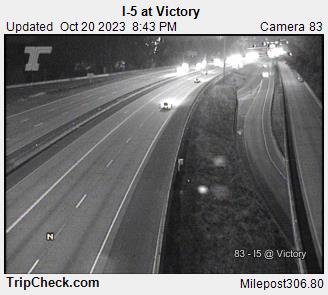 I-5 at Victory
Updated Oct 20 2023 8:43 PM Camera 83
T
N
83 - I5 @ Victory
TripCheck.com Milepost306.80